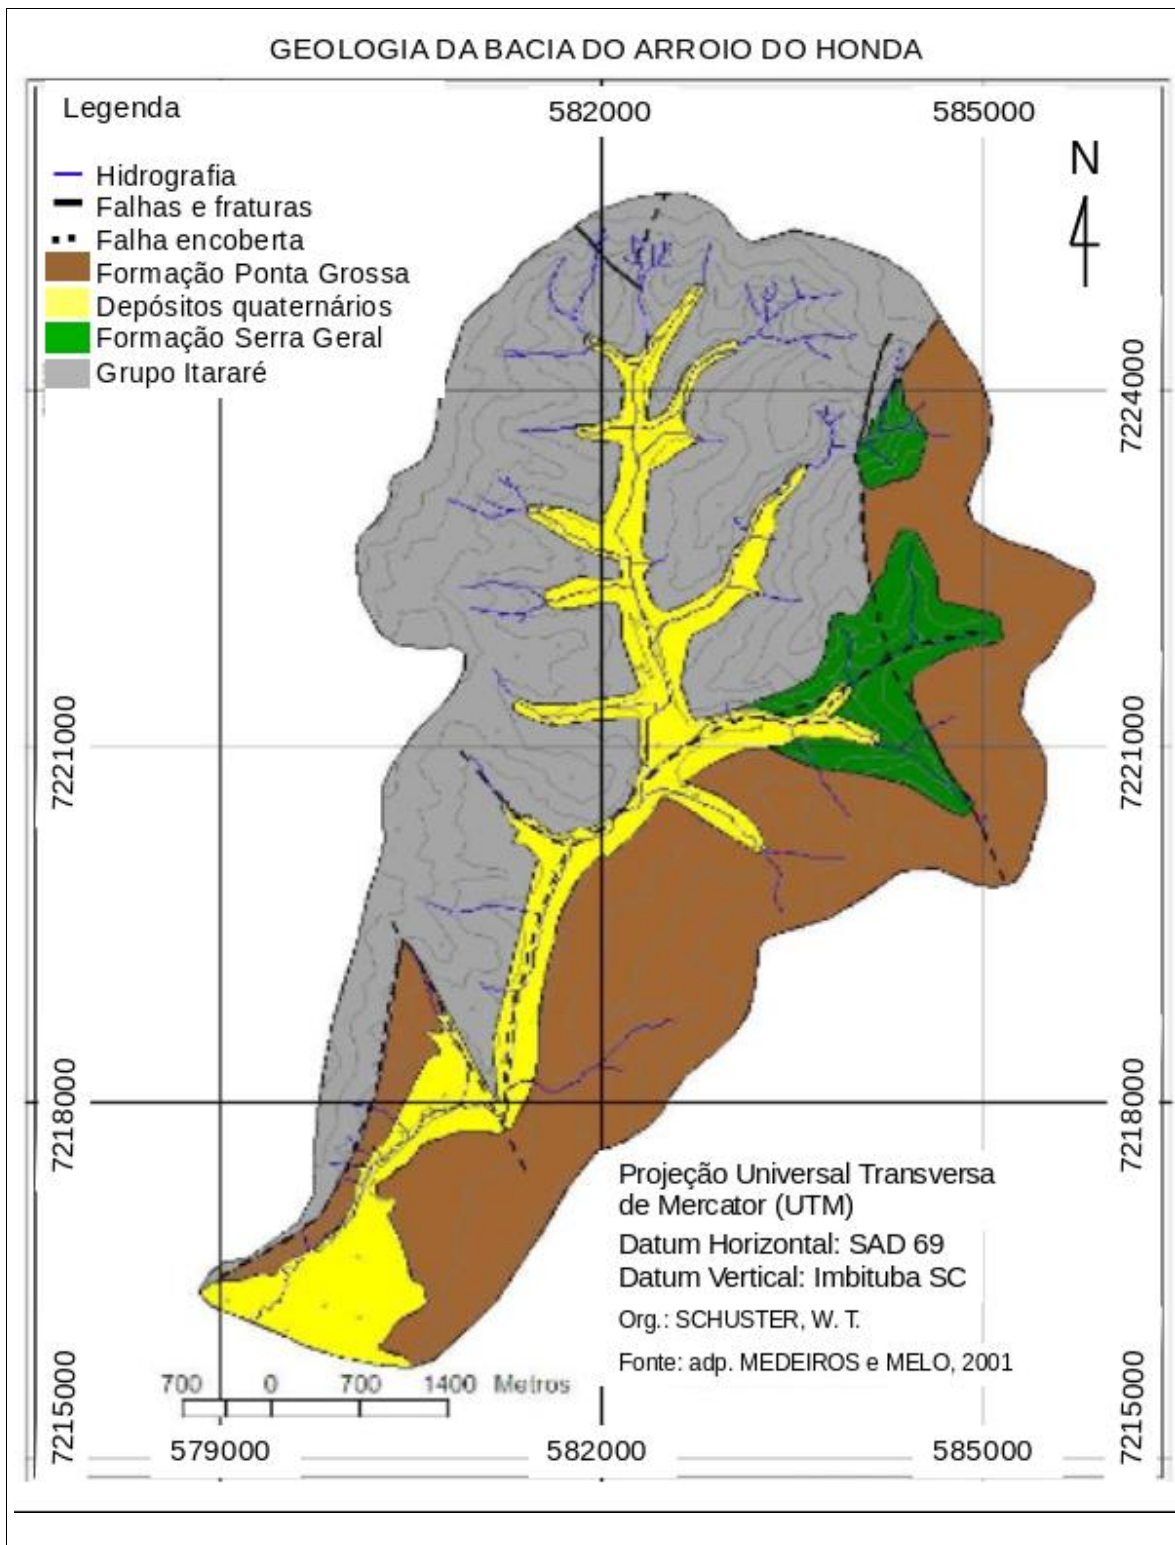 GEOLOGIA DA BACIA DO ARROIO DO HONDA
Legenda
582000
585000
N
Hidrografia
Falhas e fraturas
Falha encoberta
Formação Ponta Grossa
Depósitos quaternários
Formação Serra Geral
Grupo Itararé
7224000
7221000
7221000
7218000
7218000
Projeção Universal Transversa
de Mercator (UTM)
Datum Horizontal: SAD 69
Datum Vertical: Imbituba SC
Org.: SCHUSTER, W. T.
Fonte: adp. MEDEIROS e MELO, 2001
700 0 700 1400 Metros
7215000
7215000
579000
582000
585000